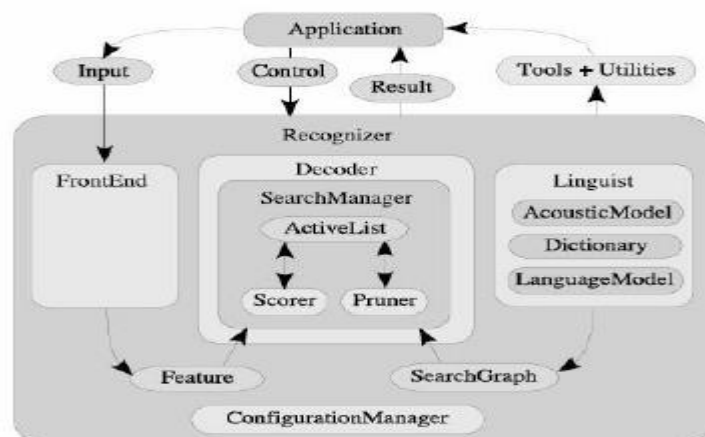 Application
Input
Control
Result
Tools + Utilities
Recognizer
FrontEnd
Decoder
SearchManager
ActiveList
Scorer
Pruner
Linguist
AcousticModel
Dictionary
LanguageModel
Feature
SearchGraph
ConfigurationManager